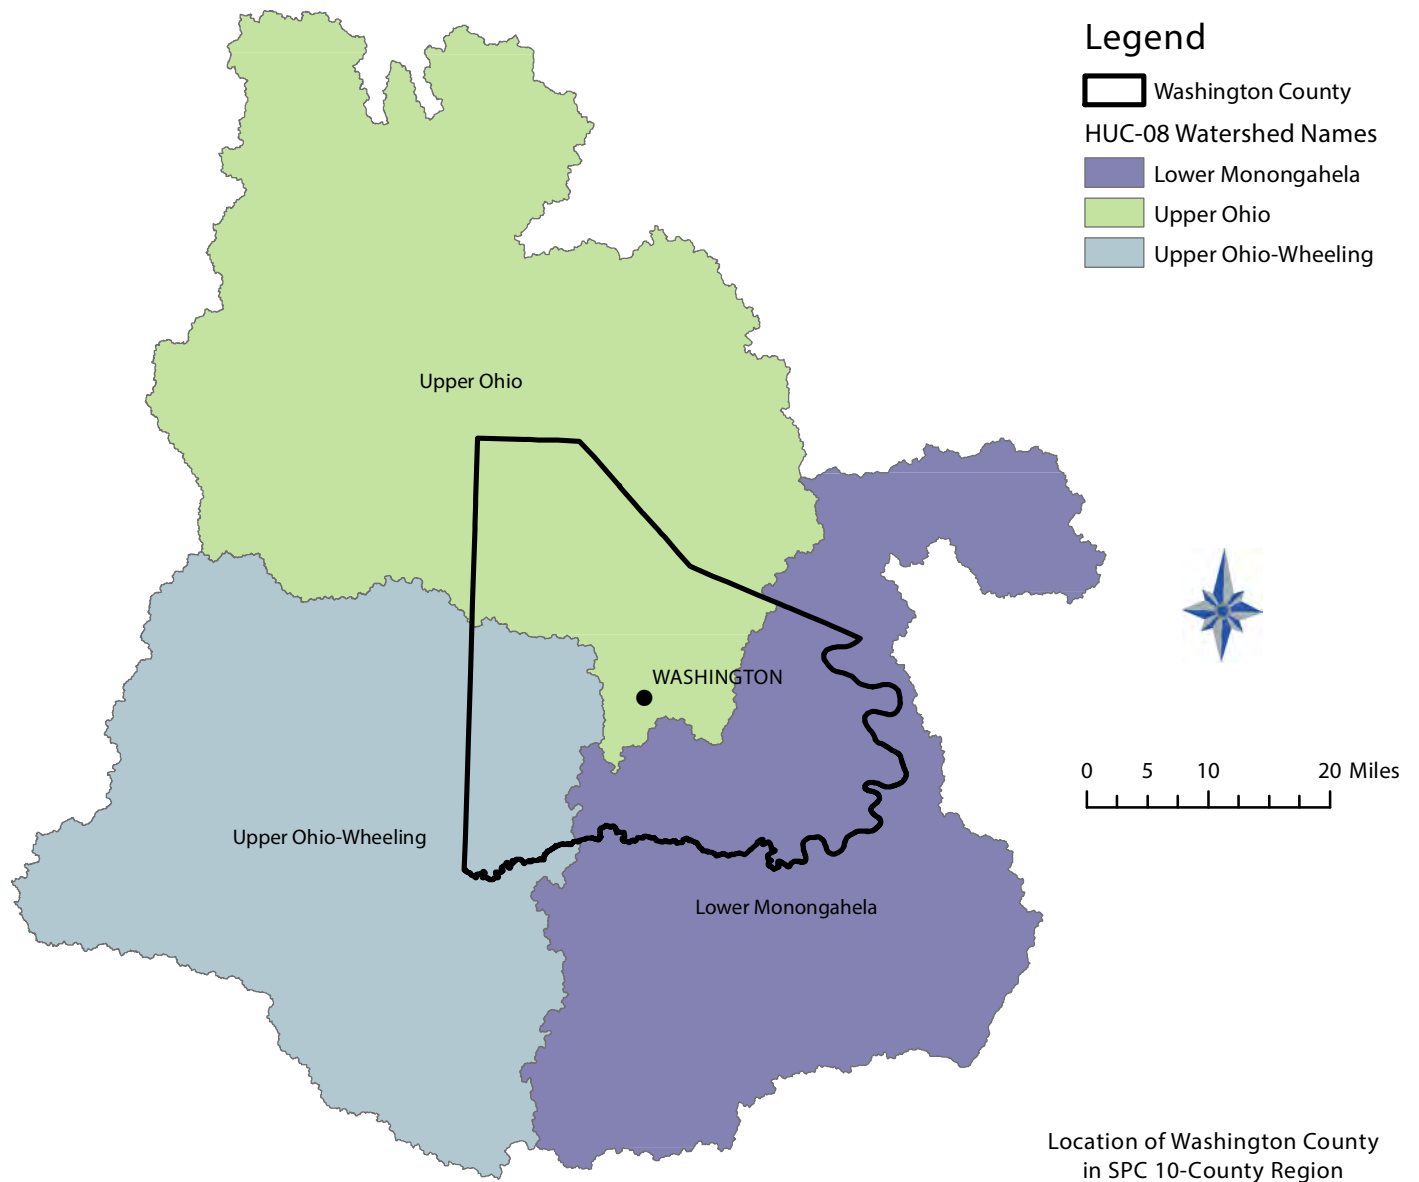 Legend
Washington County
HUC-08 Watershed Names
Lower Monongahela
Upper Ohio
Upper Ohio-Wheeling
Upper Ohio
WASHINGTON
0 5 10 20 Miles
Upper Ohio-Wheeling
Lower Monongahela
Location of Washington County
in SPC 10-County Region